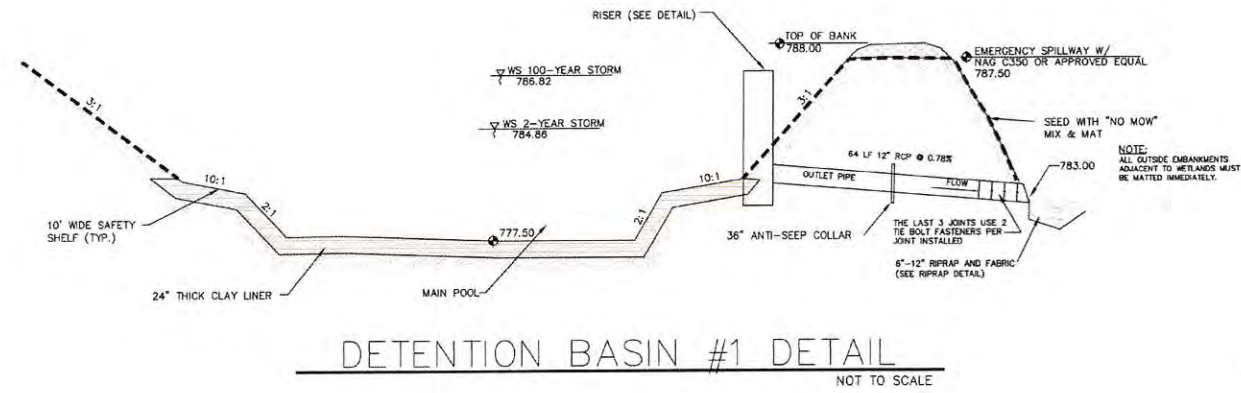 RISER (SEE DETAIL)
TOP OF BANK
788.00
EMERGENCY SPILLWAY W/
NAG C350 OR APPROVED EQUAL
787.50
WS 100-YEAR STORM
786.82
WS 2-YEAR STORM
784.86
3:1
3:1
SEED WITH "NO MOW"
MIX & MAT
NOTE:
ALL OUTSIDE EMBANKMENTS
ADJACENT TO WETLANDS MUST
BE MATTED IMMEDIATELY.
64 LF 12" RCP @ 0.78%
OUTLET PIPE
FLOW
783.00
10:1
10:1
2:1
2:1
10' WIDE SAFETY
SHELF (TYP.)
777.50
36" ANTI-SEEP COLLAR
THE LAST 3 JOINTS USE 2
TIE BOLT FASTENERS PER
JOINT INSTALLED
6"-12" RIPRAP AND FABRIC
(SEE RIPRAP DETAIL)
24" THICK CLAY LINER
MAIN POOL
DETENTION BASIN #1 DETAIL
NOT TO SCALE